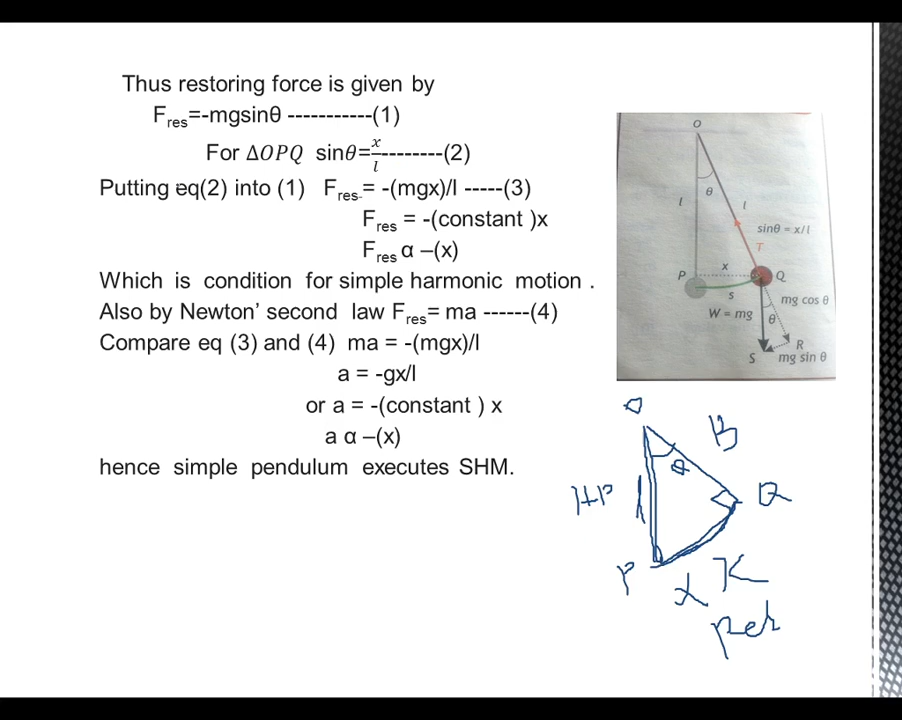 Thus restoring force is given by
Fres=-mgsinθ -----------(1)
For ΔOPQ sinθ=x/l--------(2)
Putting eq(2) into (1) Fres = -(mgx)/l -----(3)
Fres = -(constant )x
Fres α –(x)
Which is condition for simple harmonic motion .
Also by Newton' second law Fres= ma ------(4)
Compare eq (3) and (4) ma = -(mgx)/l
a = -gx/l
or a = -(constant ) x
a α –(x)
hence simple pendulum executes SHM.
O
θ
l
l
sinθ = x/l
T
x
P
Q
s
mg cos θ
W = mg
θ
R
S
mg sin θ
O
B
θ
HP
l
Q
P
x
per